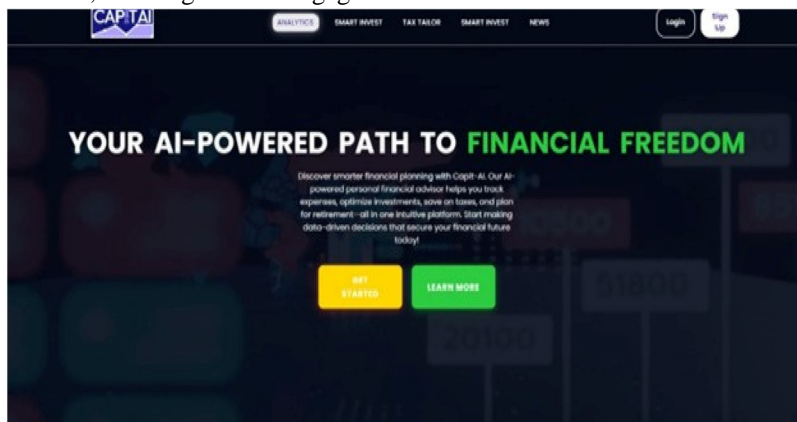 CAPITAI
ANALYTICS SMART INVEST TAX TAILOR SMART INVEST NEWS Login Sign Up
YOUR AI-POWERED PATH TO FINANCIAL FREEDOM
Discover smarter financial planning with Capit-AI. Our AI-
powered personal financial advisor helps you track
expenses, optimize investments, save on taxes, and plan
for retirement—all in one intuitive platform. Start making
data-driven decisions that secure your financial future
today!
GET STARTED LEARN MORE
10500
51800
20100